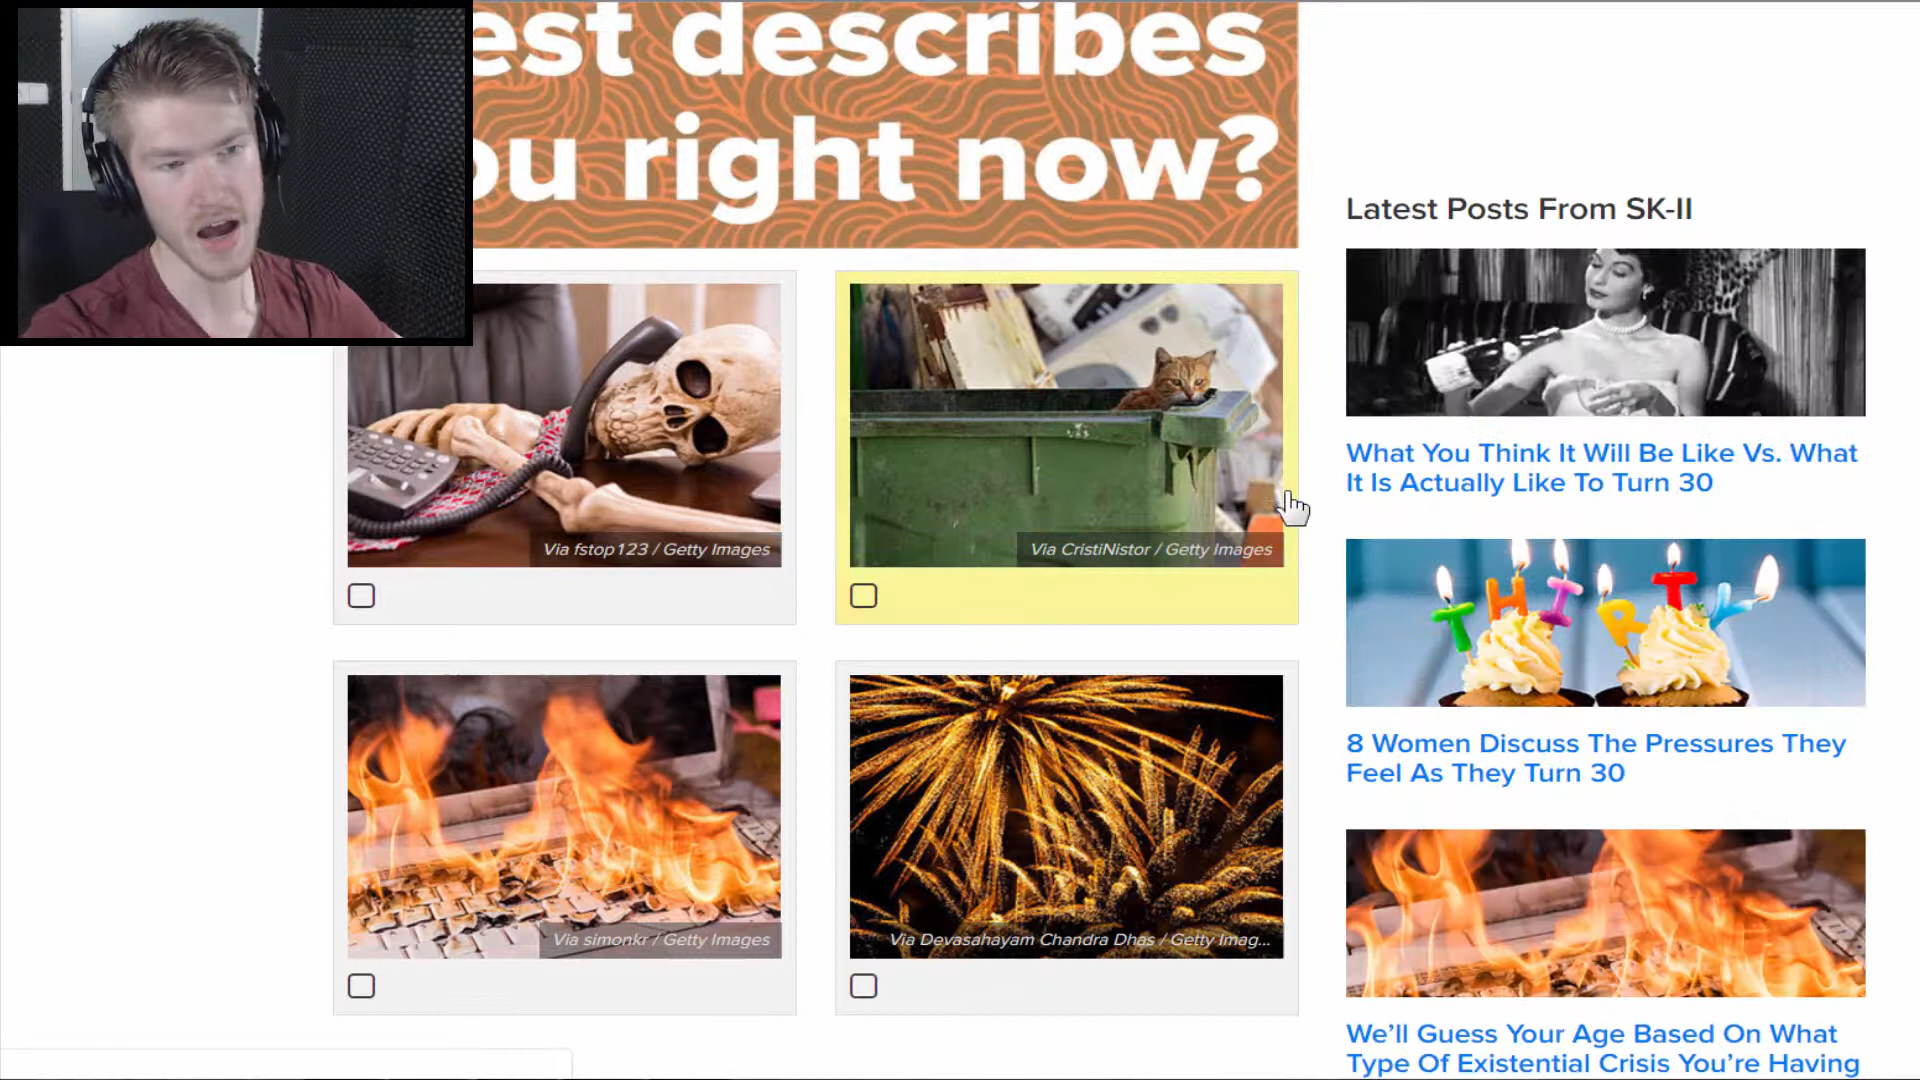 est describes
ou right now?
Latest Posts From SK-II
What You Think It Will Be Like Vs. What
It Is Actually Like To Turn 30
Via fstop123 / Getty Images
Via CristiNistor / Getty Images
THIRTY
8 Women Discuss The Pressures They
Feel As They Turn 30
Via simonkr / Getty Images
Via Devasahayam Chandra Dhas / Getty Imag...
We'll Guess Your Age Based On What
Type Of Existential Crisis You're Having